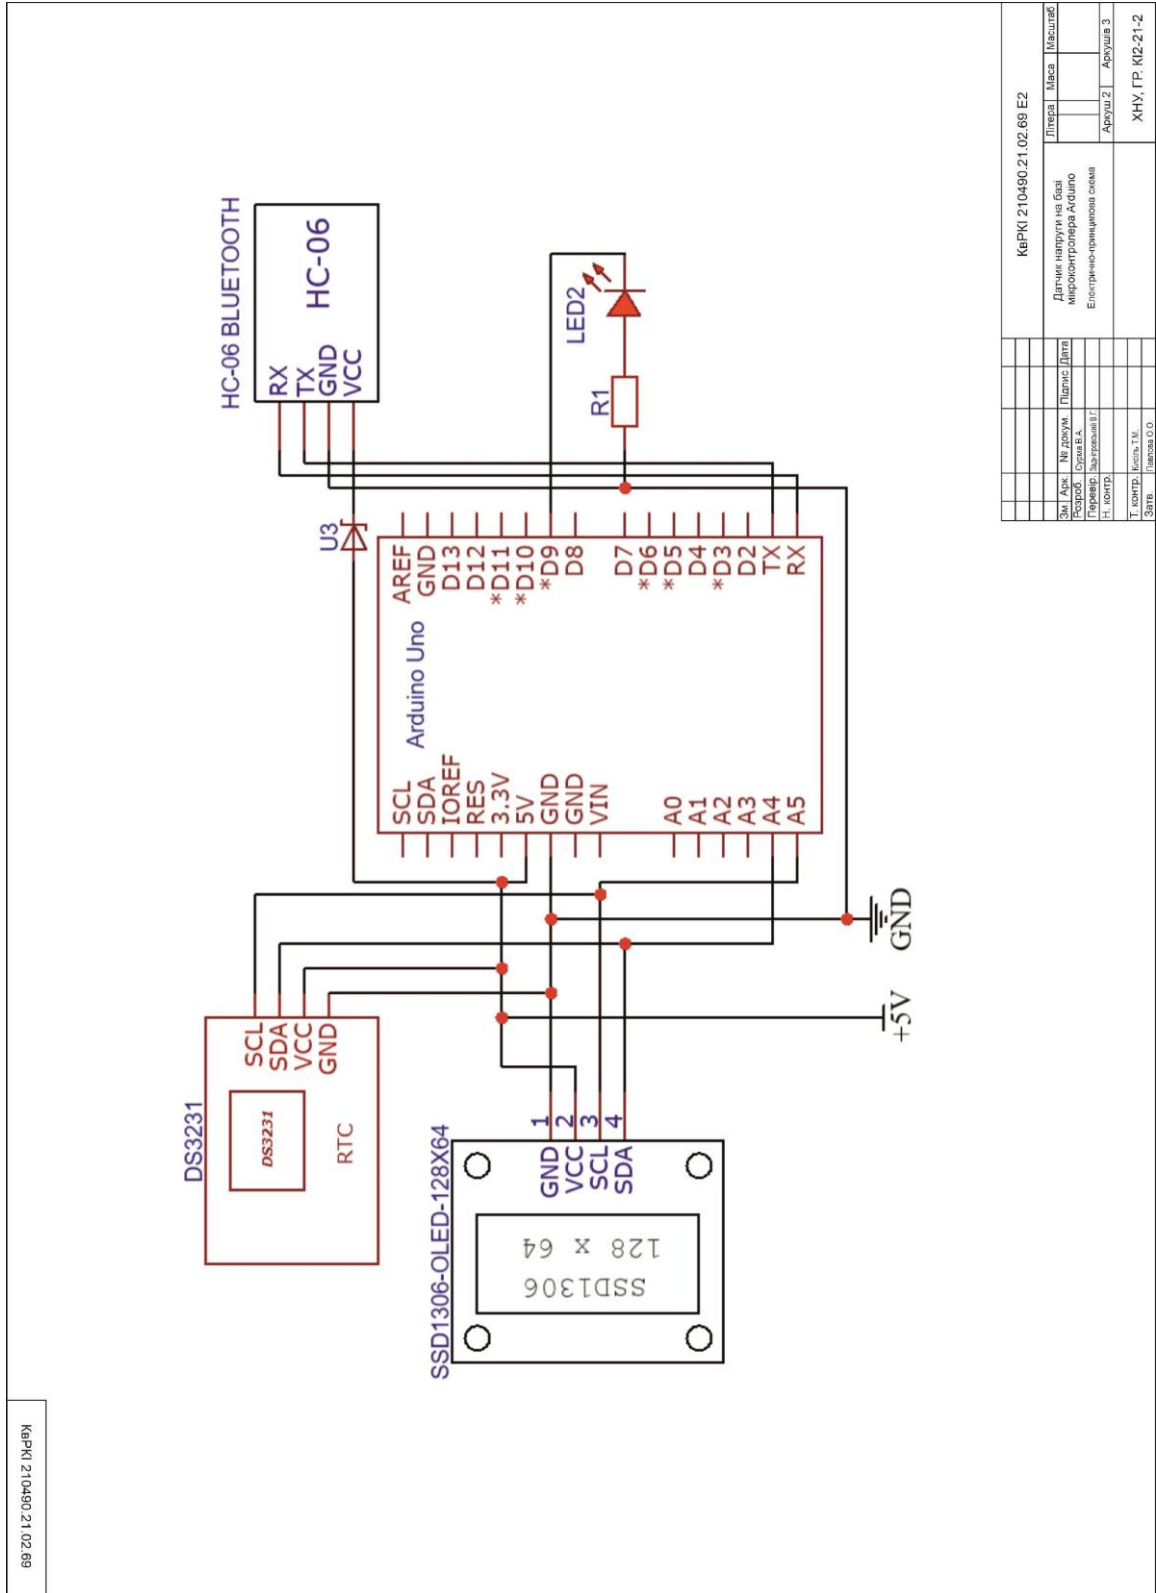 HC-06 BLUETOOTH
HC-06
RX
TX
GND
VCC
U3
LED2
R1
Arduino Uno
AREF
GND
D13
D12
*D11
*D10
*D9
D8
D7
*D6
*D5
D4
*D3
D2
TX
RX
SCL
SDA
IOREF
RES
3.3V
5V
GND
GND
VIN
A0
A1
A2
A3
A4
A5
DS3231
DS3231
RTC
SCL
SDA
VCC
GND
SSD1306-OLED-128X64
SSD1306
128 x 64
GND 1
VCC 2
SCL 3
SDA 4
+5V
GND
КвРКІ 210490.21.02.69
КвРКІ 210490.21.02.69 Е2
Зм. Арк. № докум. Підпис Дата
Розроб. Сурма В.А.
Перевір.
Н. контр.
Т. контр. Кисіль Т.М.
Затв. Павлова О.О.
Датчик напруги на базі
мікроконтролера Arduino
Електрично-принципова схема
Літера Маса Масштаб
Аркуш 2 Аркушів 3
ХНУ, ГР. КІ2-21-2